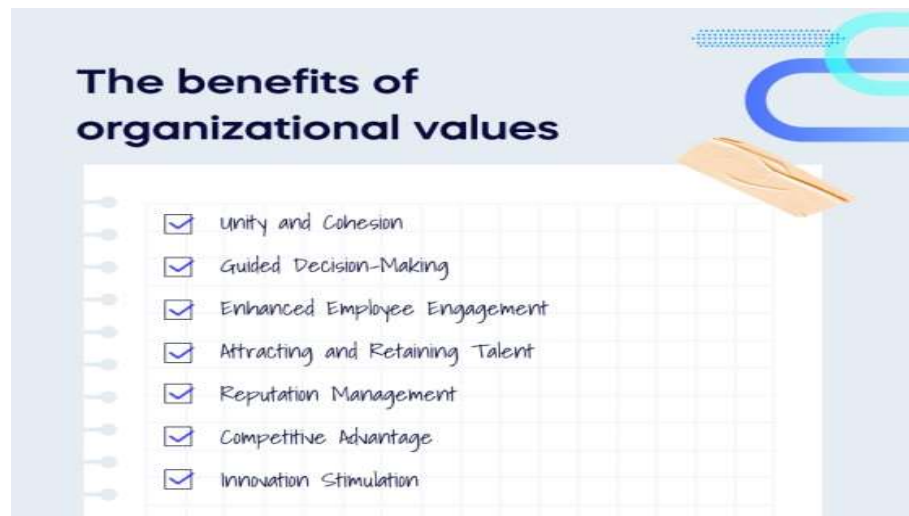 The benefits of
organizational values
Unity and Cohesion
Guided Decision-Making
Enhanced Employee Engagement
Attracting and Retaining Talent
Reputation Management
Competitive Advantage
Innovation Stimulation